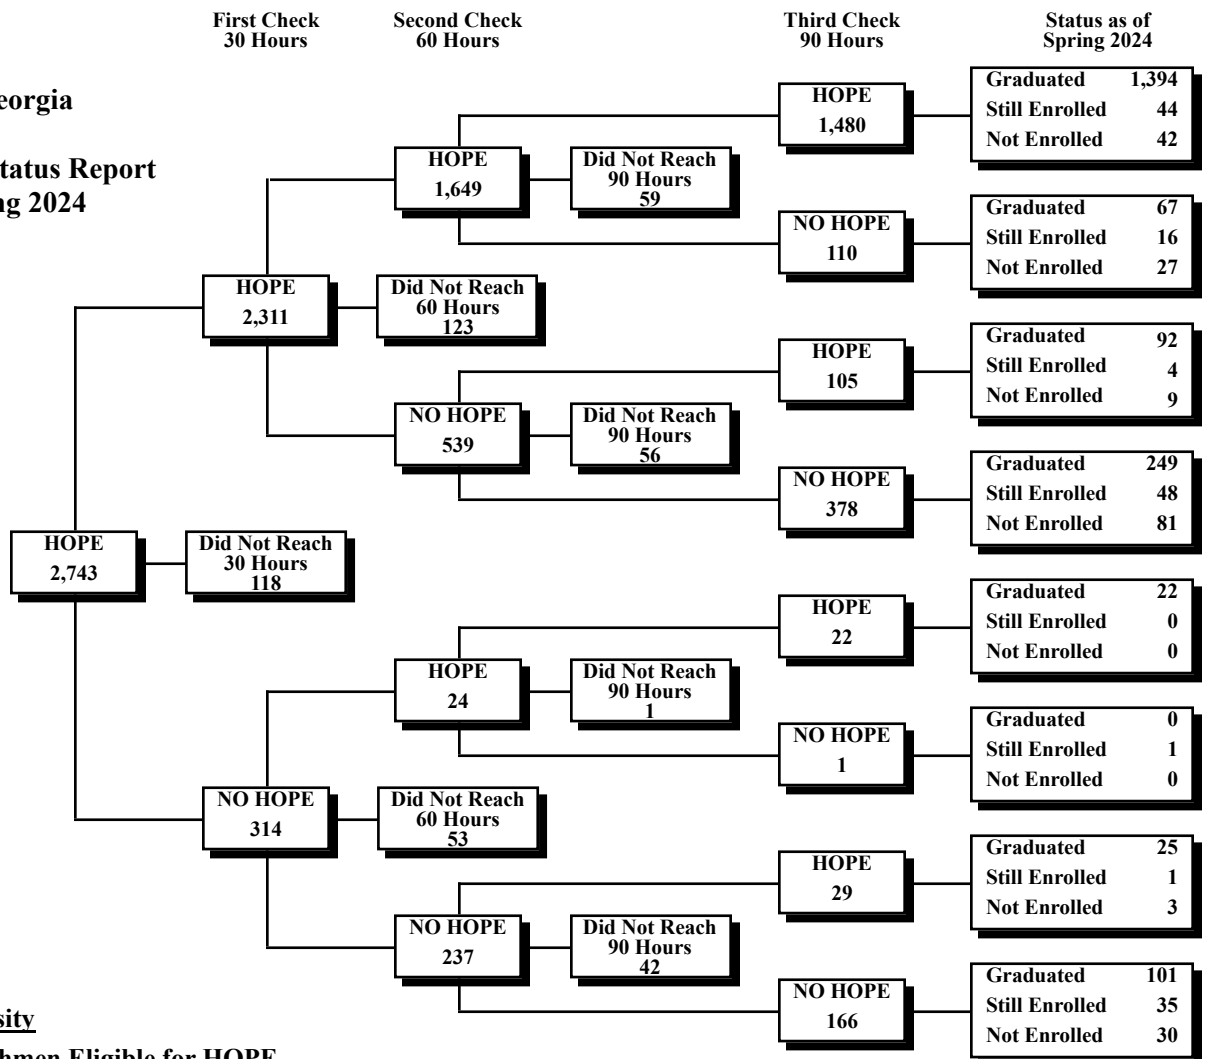 First Check
30 Hours
Second Check
60 Hours
Third Check
90 Hours
Status as of
Spring 2024
Report
2024
HOPE
2,743
Did Not Reach
30 Hours
118
HOPE
2,311
Did Not Reach
60 Hours
123
HOPE
1,649
Did Not Reach
90 Hours
59
HOPE
1,480
Graduated 1,394
Still Enrolled 44
Not Enrolled 42
NO HOPE
110
Graduated 67
Still Enrolled 16
Not Enrolled 27
NO HOPE
539
Did Not Reach
90 Hours
56
HOPE
105
Graduated 92
Still Enrolled 4
Not Enrolled 9
NO HOPE
378
Graduated 249
Still Enrolled 48
Not Enrolled 81
NO HOPE
314
Did Not Reach
60 Hours
53
HOPE
24
Did Not Reach
90 Hours
1
HOPE
22
Graduated 22
Still Enrolled 0
Not Enrolled 0
NO HOPE
1
Graduated 0
Still Enrolled 1
Not Enrolled 0
NO HOPE
237
Did Not Reach
90 Hours
42
HOPE
29
Graduated 25
Still Enrolled 1
Not Enrolled 3
NO HOPE
166
Graduated 101
Still Enrolled 35
Not Enrolled 30
Eligible for HOPE